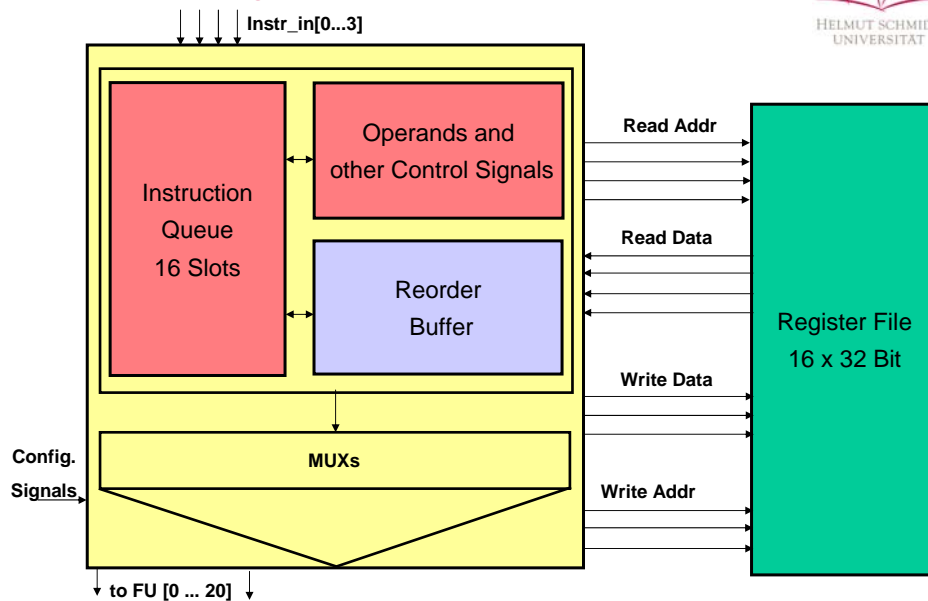 Instr_in[0...3]
HELMUT SCHMID
UNIVERSITÄT
Operands and
other Control Signals
Instruction
Queue
16 Slots
Reorder
Buffer
Read Addr
Read Data
Write Data
Write Addr
Register File
16 x 32 Bit
Config.
Signals
MUXs
to FU [0 ... 20]